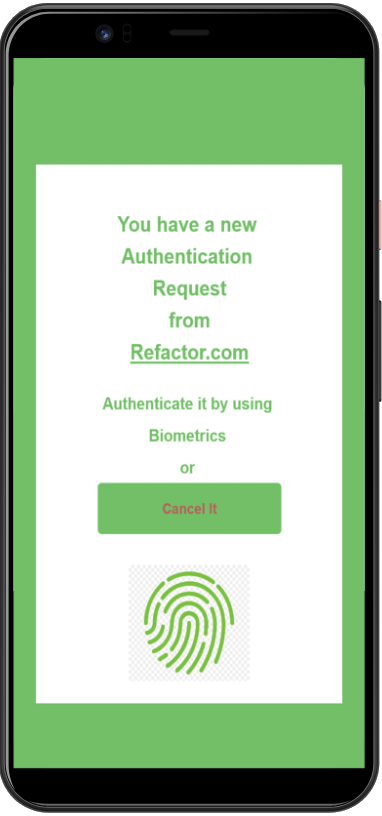 You have a new
Authentication
Request
from
Refactor.com
Authenticate it by using
Biometrics
or
Cancel It